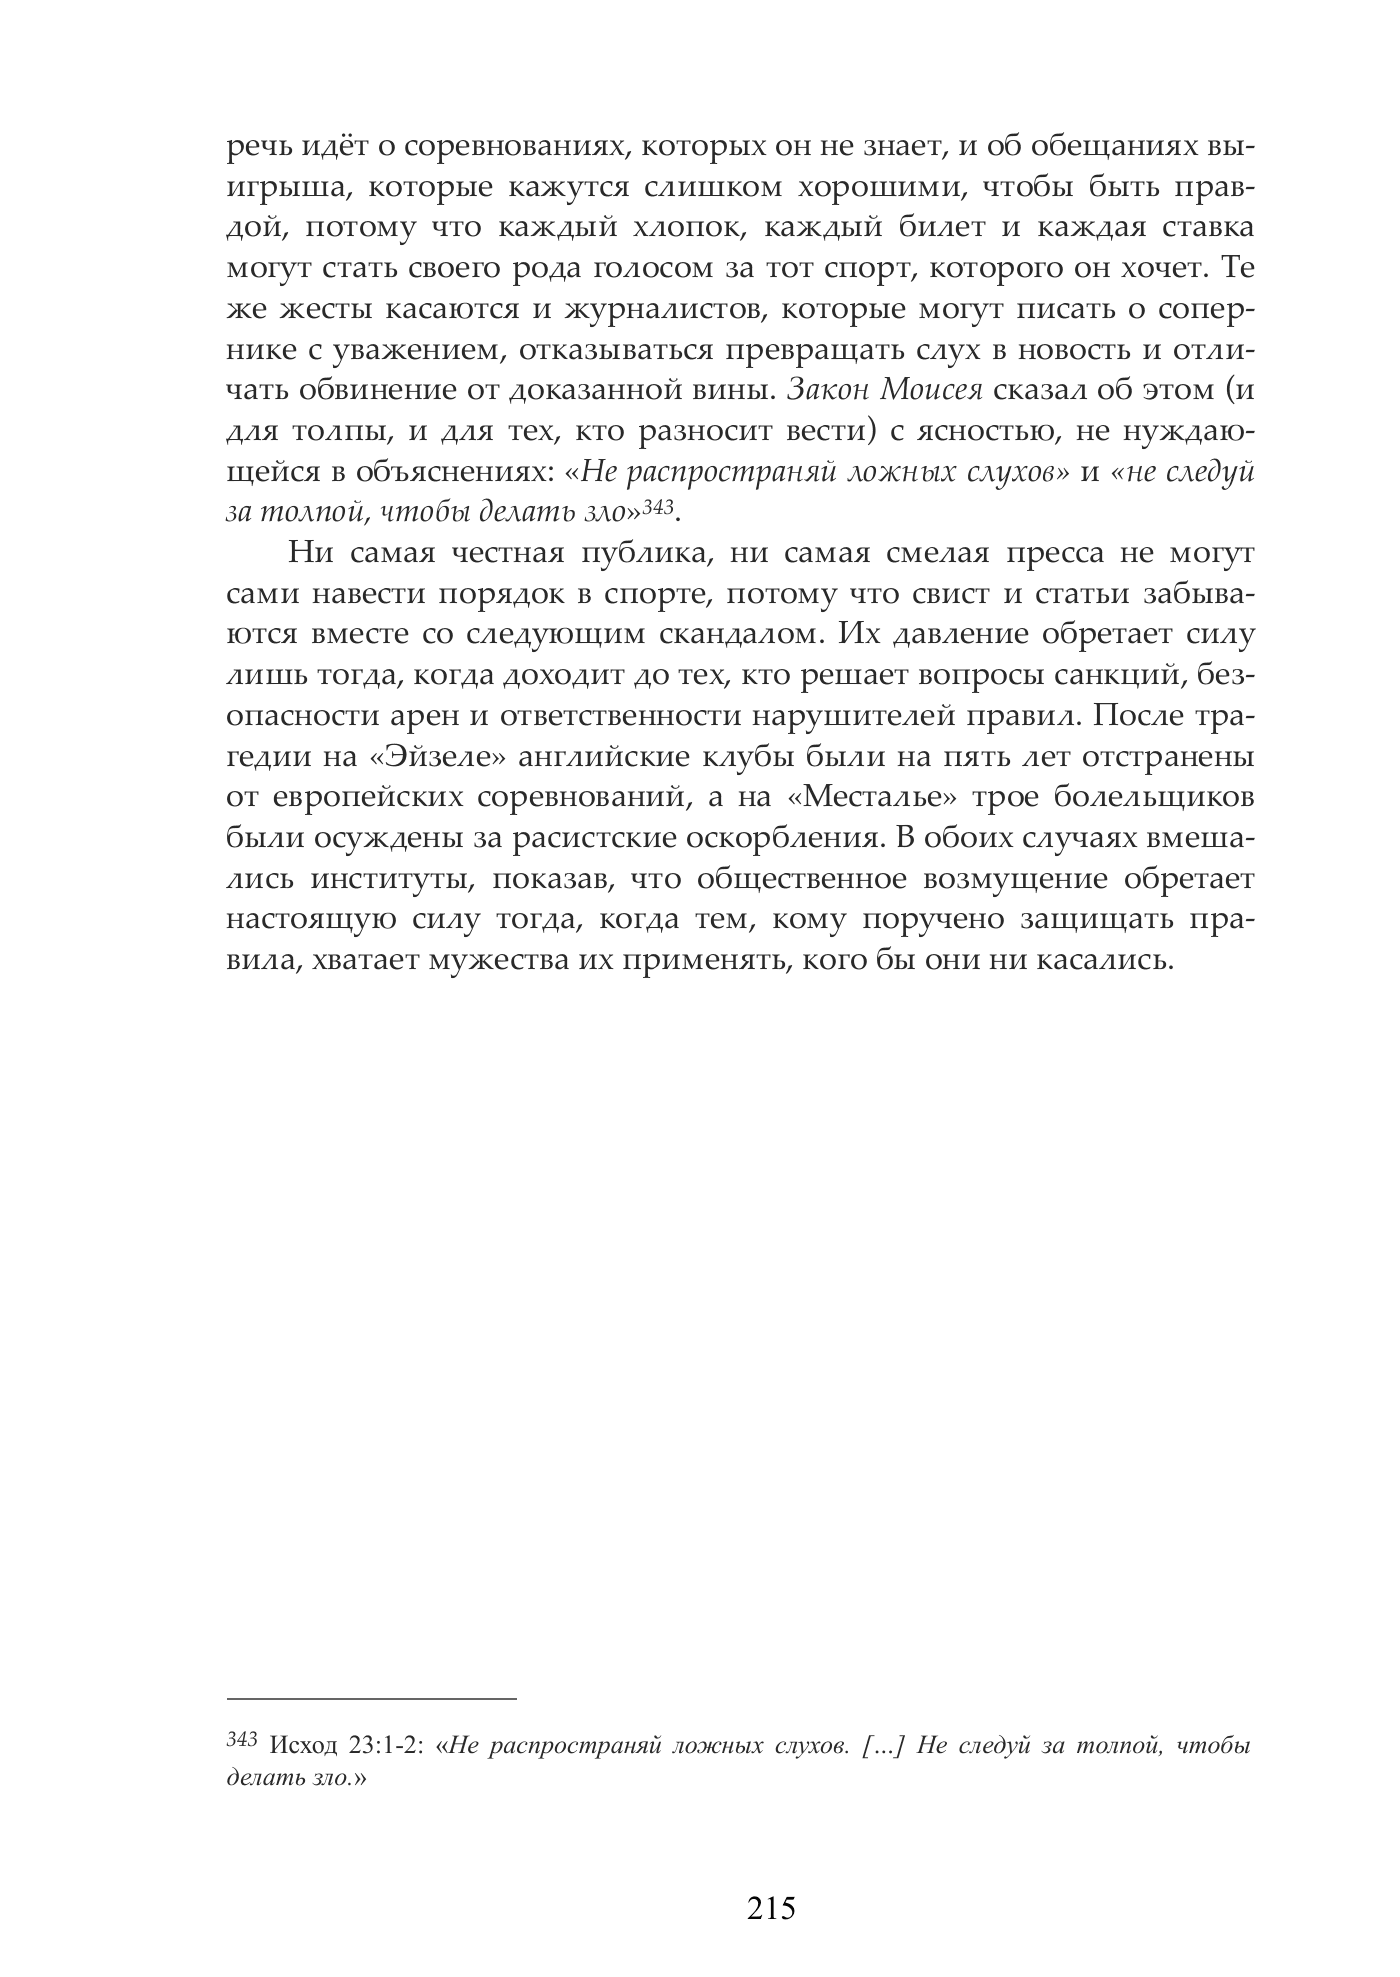 речь идёт о соревнованиях, которых он не знает, и об обещаниях вы-
игрыша, которые кажутся слишком хорошими, чтобы быть прав-
дой, потому что каждый хлопок, каждый билет и каждая ставка
могут стать своего рода голосом за тот спорт, которого он хочет. Те
же жесты касаются и журналистов, которые могут писать о сопер-
нике с уважением, отказываться превращать слух в новость и отли-
чать обвинение от доказанной вины. Закон Моисея сказал об этом (и
для толпы, и для тех, кто разносит вести) с ясностью, не нуждаю-
щейся в объяснениях: «Не распространяй ложных слухов» и «не следуй
за толпой, чтобы делать зло»343.
Ни самая честная публика, ни самая смелая пресса не могут
сами навести порядок в спорте, потому что свист и статьи забыва-
ются вместе со следующим скандалом. Их давление обретает силу
лишь тогда, когда доходит до тех, кто решает вопросы санкций, без-
опасности арен и ответственности нарушителей правил. После тра-
гедии на «Эйзеле» английские клубы были на пять лет отстранены
от европейских соревнований, а на «Месталье» трое болельщиков
были осуждены за расистские оскорбления. В обоих случаях вмеша-
лись институты, показав, что общественное возмущение обретает
настоящую силу тогда, когда тем, кому поручено защищать пра-
вила, хватает мужества их применять, кого бы они ни касались.
343 Исход 23:1-2: «Не распространяй ложных слухов. [...] Не следуй за толпой, чтобы
делать зло.»
215